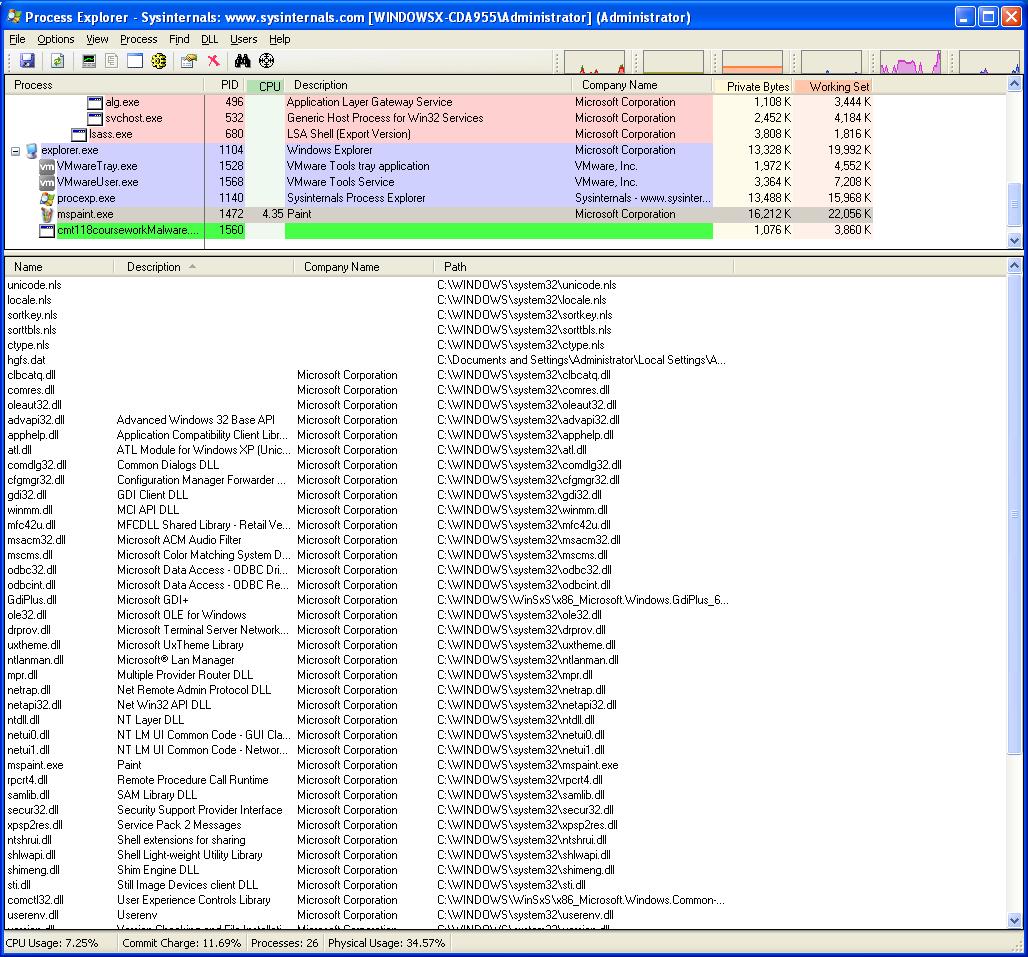 Process Explorer - Sysinternals: www.sysinternals.com [WINDOWSX-CDA955\Administrator] (Administrator)
File Options View Process Find DLL Users Help
Process PID CPU Description Company Name Private Bytes Working Set
alg.exe 496 Application Layer Gateway Service Microsoft Corporation 1,108 K 3,444 K
svchost.exe 532 Generic Host Process for Win32 Services Microsoft Corporation 2,452 K 4,184 K
lsass.exe 680 LSA Shell (Export Version) Microsoft Corporation 3,808 K 1,816 K
explorer.exe 1104 Windows Explorer Microsoft Corporation 13,328 K 19,992 K
vm VMwareTray.exe 1528 VMware Tools tray application VMware, Inc. 1,972 K 4,552 K
vm VMwareUser.exe 1568 VMware Tools Service VMware, Inc. 3,364 K 7,208 K
procexp.exe 1140 Sysinternals Process Explorer Sysinternals - www.sysinter... 13,488 K 15,968 K
mspaint.exe 1472 4.35 Paint Microsoft Corporation 16,212 K 22,056 K
cmt118courseworkMalware.... 1560 1,076 K 3,860 K
Name Description Company Name Path
unicode.nls C:\WINDOWS\system32\unicode.nls
locale.nls C:\WINDOWS\system32\locale.nls
sortkey.nls C:\WINDOWS\system32\sortkey.nls
sorttbls.nls C:\WINDOWS\system32\sorttbls.nls
ctype.nls C:\WINDOWS\system32\ctype.nls
hgfs.dat C:\Documents and Settings\Administrator\Local Settings\A...
clbcatq.dll Microsoft Corporation C:\WINDOWS\system32\clbcatq.dll
comres.dll Microsoft Corporation C:\WINDOWS\system32\comres.dll
oleaut32.dll Microsoft Corporation C:\WINDOWS\system32\oleaut32.dll
advapi32.dll Advanced Windows 32 Base API Microsoft Corporation C:\WINDOWS\system32\advapi32.dll
apphelp.dll Application Compatibility Client Libr... Microsoft Corporation C:\WINDOWS\system32\apphelp.dll
atl.dll ATL Module for Windows XP (Unic... Microsoft Corporation C:\WINDOWS\system32\atl.dll
comdlg32.dll Common Dialogs DLL Microsoft Corporation C:\WINDOWS\system32\comdlg32.dll
cfgmgr32.dll Configuration Manager Forwarder ... Microsoft Corporation C:\WINDOWS\system32\cfgmgr32.dll
gdi32.dll GDI Client DLL Microsoft Corporation C:\WINDOWS\system32\gdi32.dll
winmm.dll MCI API DLL Microsoft Corporation C:\WINDOWS\system32\winmm.dll
mfc42u.dll MFCDLL Shared Library - Retail Ve... Microsoft Corporation C:\WINDOWS\system32\mfc42u.dll
msacm32.dll Microsoft ACM Audio Filter Microsoft Corporation C:\WINDOWS\system32\msacm32.dll
mscms.dll Microsoft Color Matching System D... Microsoft Corporation C:\WINDOWS\system32\mscms.dll
odbc32.dll Microsoft Data Access - ODBC Dri... Microsoft Corporation C:\WINDOWS\system32\odbc32.dll
odbcint.dll Microsoft Data Access - ODBC Re... Microsoft Corporation C:\WINDOWS\system32\odbcint.dll
GdiPlus.dll Microsoft GDI+ Microsoft Corporation C:\WINDOWS\WinSxS\x86_Microsoft.Windows.GdiPlus_6...
ole32.dll Microsoft OLE for Windows Microsoft Corporation C:\WINDOWS\system32\ole32.dll
drprov.dll Microsoft Terminal Server Network... Microsoft Corporation C:\WINDOWS\system32\drprov.dll
uxtheme.dll Microsoft UxTheme Library Microsoft Corporation C:\WINDOWS\system32\uxtheme.dll
ntlanman.dll Microsoft® Lan Manager Microsoft Corporation C:\WINDOWS\system32\ntlanman.dll
mpr.dll Multiple Provider Router DLL Microsoft Corporation C:\WINDOWS\system32\mpr.dll
netrap.dll Net Remote Admin Protocol DLL Microsoft Corporation C:\WINDOWS\system32\netrap.dll
netapi32.dll Net Win32 API DLL Microsoft Corporation C:\WINDOWS\system32\netapi32.dll
ntdll.dll NT Layer DLL Microsoft Corporation C:\WINDOWS\system32\ntdll.dll
netui0.dll NT LM UI Common Code - GUI Cla... Microsoft Corporation C:\WINDOWS\system32\netui0.dll
netui1.dll NT LM UI Common Code - Networ... Microsoft Corporation C:\WINDOWS\system32\netui1.dll
mspaint.exe Paint Microsoft Corporation C:\WINDOWS\system32\mspaint.exe
rpcrt4.dll Remote Procedure Call Runtime Microsoft Corporation C:\WINDOWS\system32\rpcrt4.dll
samlib.dll SAM Library DLL Microsoft Corporation C:\WINDOWS\system32\samlib.dll
secur32.dll Security Support Provider Interface Microsoft Corporation C:\WINDOWS\system32\secur32.dll
xpsp2res.dll Service Pack 2 Messages Microsoft Corporation C:\WINDOWS\system32\xpsp2res.dll
ntshrui.dll Shell extensions for sharing Microsoft Corporation C:\WINDOWS\system32\ntshrui.dll
shlwapi.dll Shell Light-weight Utility Library Microsoft Corporation C:\WINDOWS\system32\shlwapi.dll
shimeng.dll Shim Engine DLL Microsoft Corporation C:\WINDOWS\system32\shimeng.dll
sti.dll Still Image Devices client DLL Microsoft Corporation C:\WINDOWS\system32\sti.dll
comctl32.dll User Experience Controls Library Microsoft Corporation C:\WINDOWS\WinSxS\x86_Microsoft.Windows.Common-...
userenv.dll Userenv Microsoft Corporation C:\WINDOWS\system32\userenv.dll
CPU Usage: 7.25% Commit Charge: 11.69% Processes: 26 Physical Usage: 34.57%